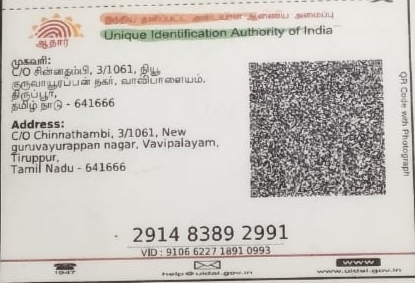 இந்திய தனிப்பட்ட அடையாள ஆணைய அமைப்பு
Unique Identification Authority of India
ஆதார்
முகவரி:
C/O சின்னதம்பி, 3/1061, நியூ
குருவாயூரப்பன் நகர், வாவிபாளையம்.
திருப்பூர்,
தமிழ் நாடு - 641666
Address:
C/O Chinnathambi, 3/1061, New
guruvayurappan nagar, Vavipalayam,
Tiruppur,
Tamil Nadu - 641666
QR Code with Photograph
2914 8389 2991
VID : 9106 6227 1891 0993
1947
help@uidai.gov.in
www
www.uidai.gov.in